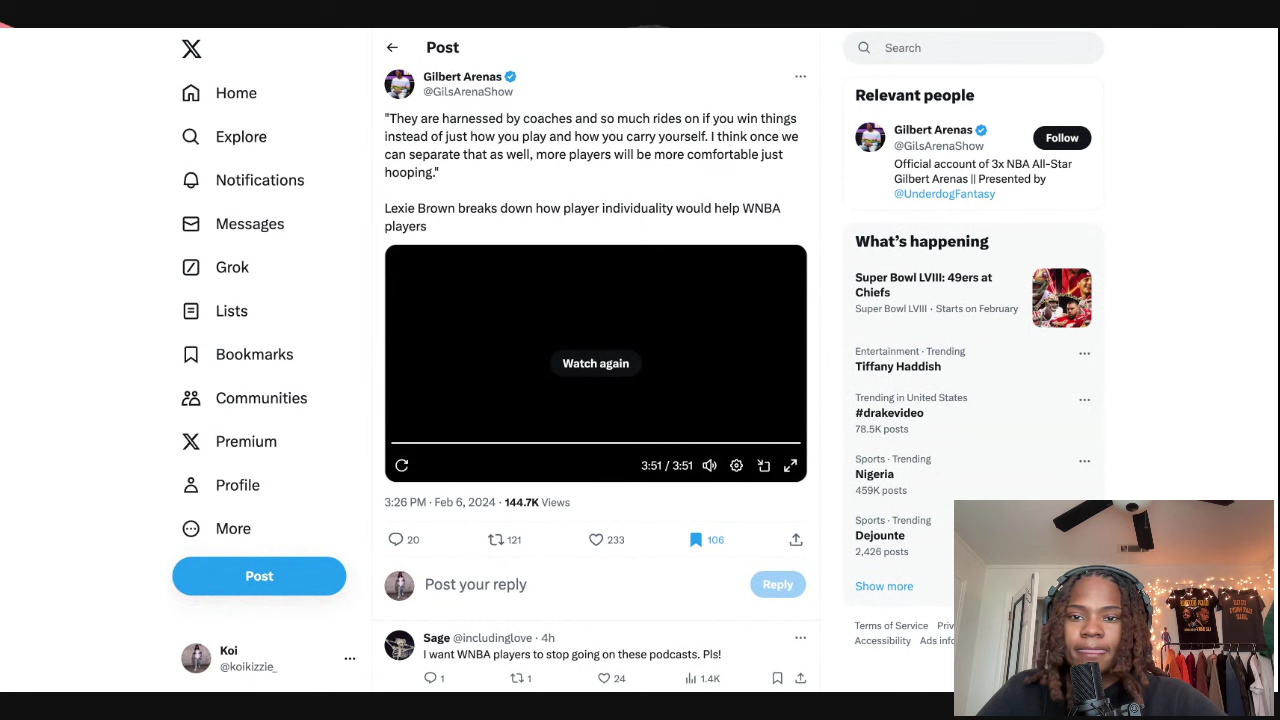 Home
Explore
Notifications
Messages
Grok
Lists
Bookmarks
Communities
Premium
Profile
More
Post
Koi
@koikizzie_
Post
Gilbert Arenas
@GilsArenaShow
"They are harnessed by coaches and so much rides on if you win things
instead of just how you play and how you carry yourself. I think once we
can separate that as well, more players will be more comfortable just
hooping."
Lexie Brown breaks down how player individuality would help WNBA
players
Watch again
3:51 / 3:51
3:26 PM · Feb 6, 2024 · 144.7K Views
20 121 233 106
Post your reply
Reply
Sage @includinglove · 4h
I want WNBA players to stop going on these podcasts. Pls!
1 1 24 1.4K
Search
Relevant people
Gilbert Arenas
@GilsArenaShow
Follow
Official account of 3x NBA All-Star
Gilbert Arenas || Presented by
@UnderdogFantasy
What's happening
Super Bowl LVIII: 49ers at
Chiefs
Super Bowl LVIII · Starts on February
Entertainment · Trending
Tiffany Haddish
Trending in United States
#drakevideo
78.5K posts
Sports · Trending
Nigeria
459K posts
Sports · Trending
Dejounte
2,426 posts
Show more
Terms of Service
Accessibility